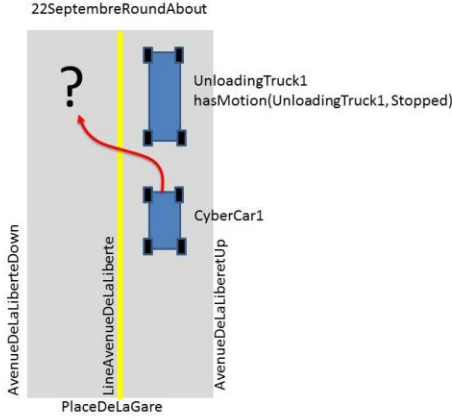 22SeptembreRoundAbout
?
UnloadingTruck1
hasMotion(UnloadingTruck1, Stopped)
CyberCar1
AvenueDeLaLiberteDown
LineAvenueDeLaLiberte
AvenueDeLaLiberetUp
PlaceDeLaGare